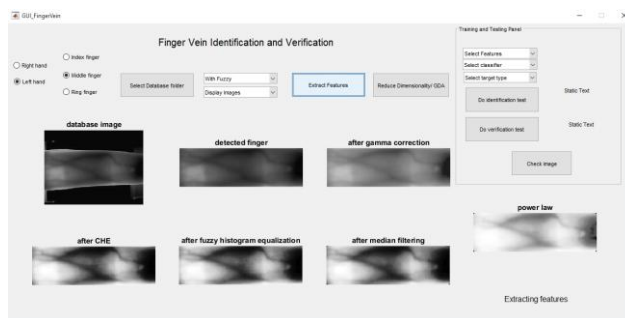 GUI_FingerVein
Finger Vein Identification and Verification
Right hand
Left hand
Index finger
Middle finger
Ring finger
Select Database folder
With Fuzzy
Display Images
Extract Features
Reduce Dimensionality/ GDA
Training and Testing Panel
Select Features
Select classifier
Select target type
Do identification test
Static Text
Do verification test
Static Text
Check image
database image
detected finger
after gamma correction
power law
after CHE
after fuzzy histogram equalization
after median filtering
Extracting features